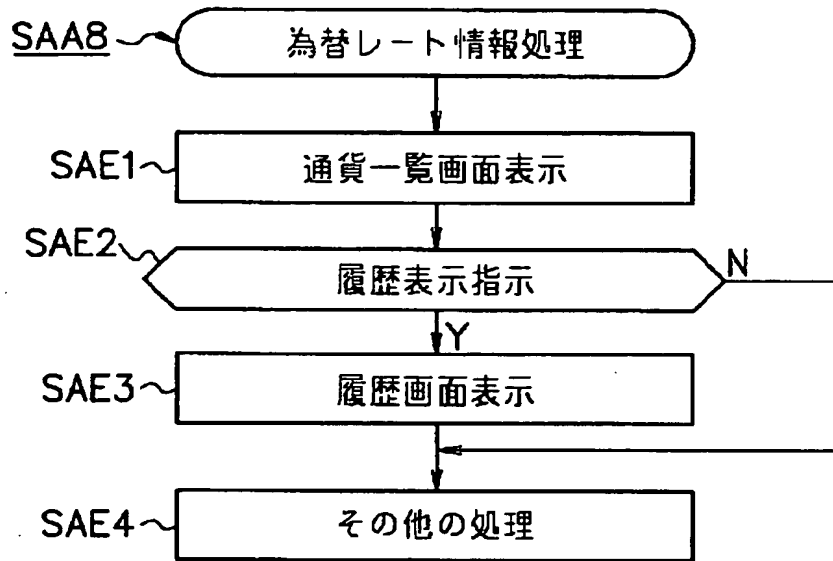 SAA8 為替レート情報処理
SAE1 通貨一覧画面表示
SAE2 履歴表示指示 N
Y
SAE3 履歴画面表示
SAE4 その他の処理